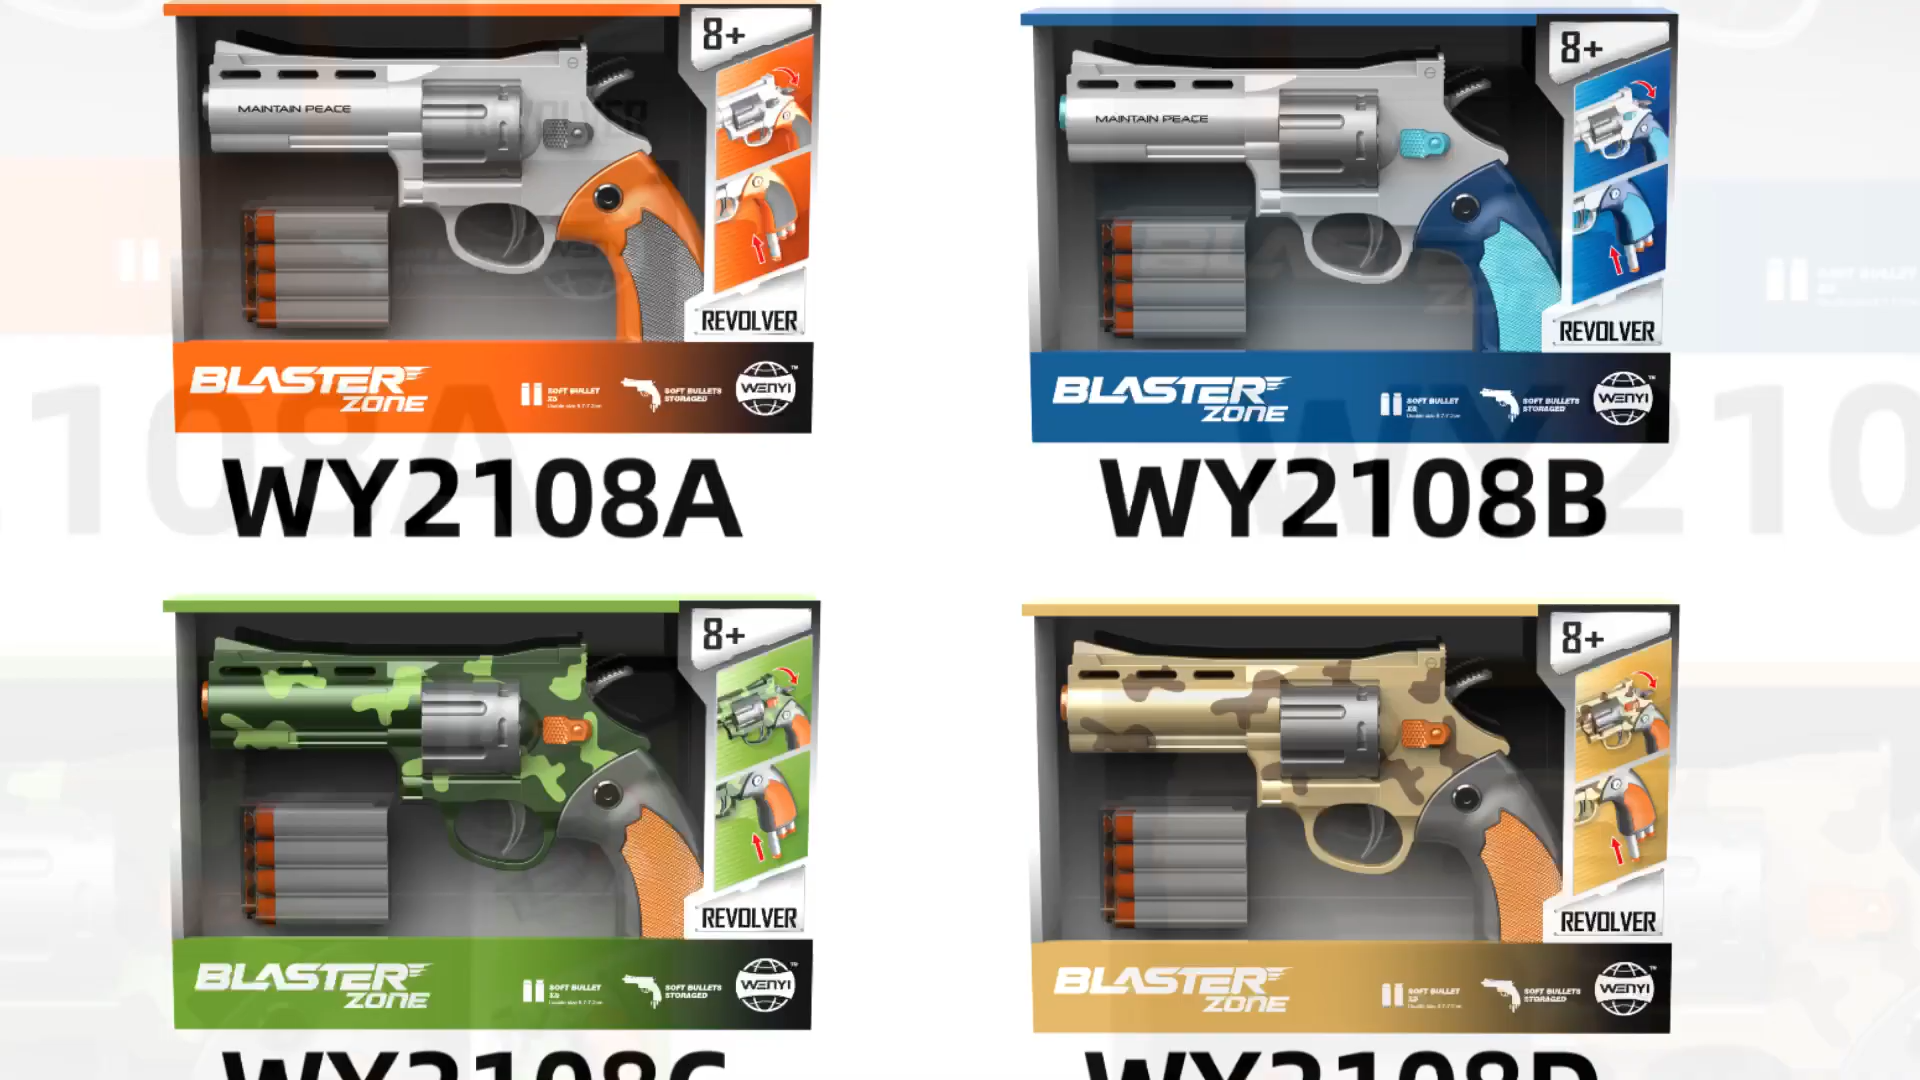 8+
MAINTAIN PEACE
REVOLVER
BLASTER
ZONE
SOFT BULLET
SOFT BULLETS
STORAGED
WENYI
WY2108A
8+
MAINTAIN PEACE
REVOLVER
BLASTER
ZONE
SOFT BULLET
SOFT BULLETS
STORAGED
WENYI
WY2108B
8+
REVOLVER
BLASTER
ZONE
SOFT BULLET
SOFT BULLETS
STORAGED
WENYI
WY2108C
8+
REVOLVER
BLASTER
ZONE
SOFT BULLET
SOFT BULLETS
STORAGED
WENYI
WY2108D